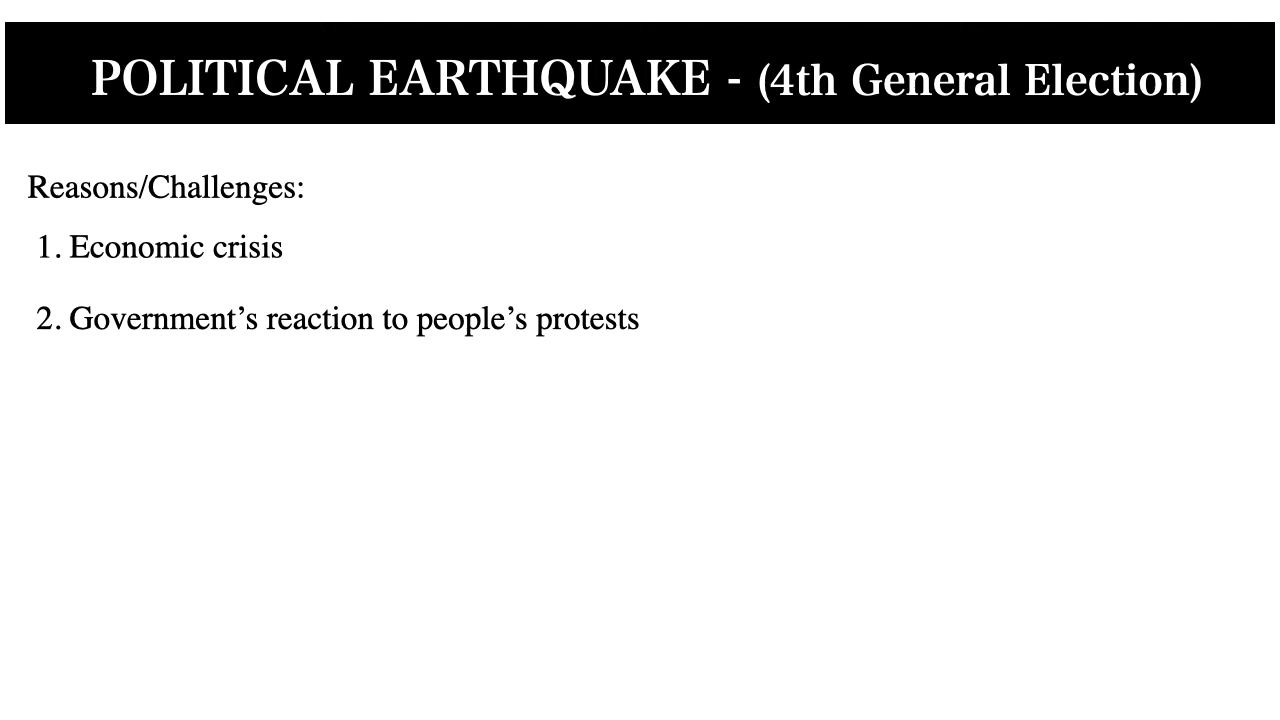 POLITICAL EARTHQUAKE - (4th General Election)
Reasons/Challenges:
1. Economic crisis
2. Government’s reaction to people’s protests